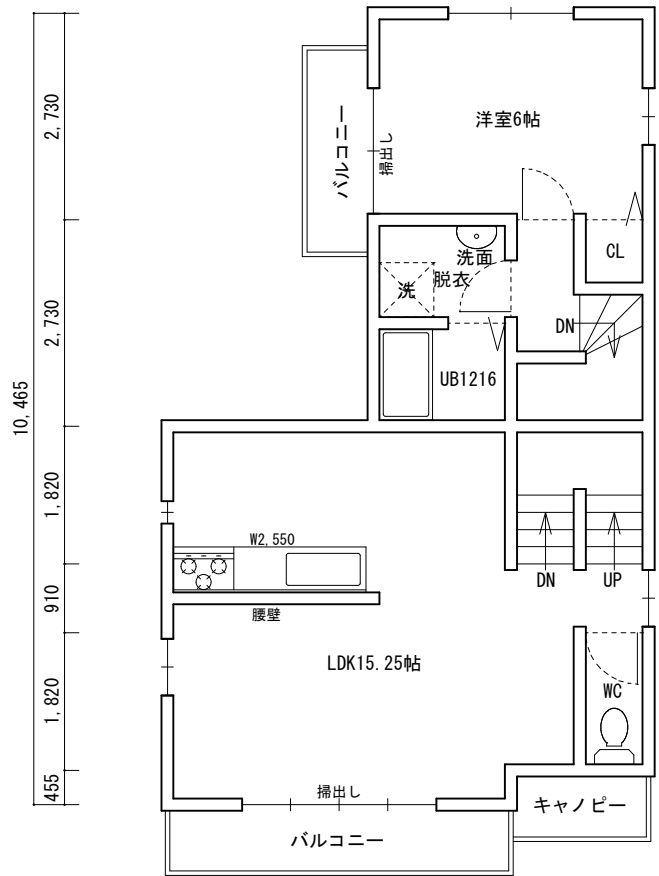 2,730
バルコニー
掃出し
洋室6帖
CL
洗面
脱衣
洗
DN
2,730
UB1216
10,465
1,820
W2,550
DN
UP
910
腰壁
LDK15.25帖
WC
1,820
455
掃出し
キャノピー
バルコニー